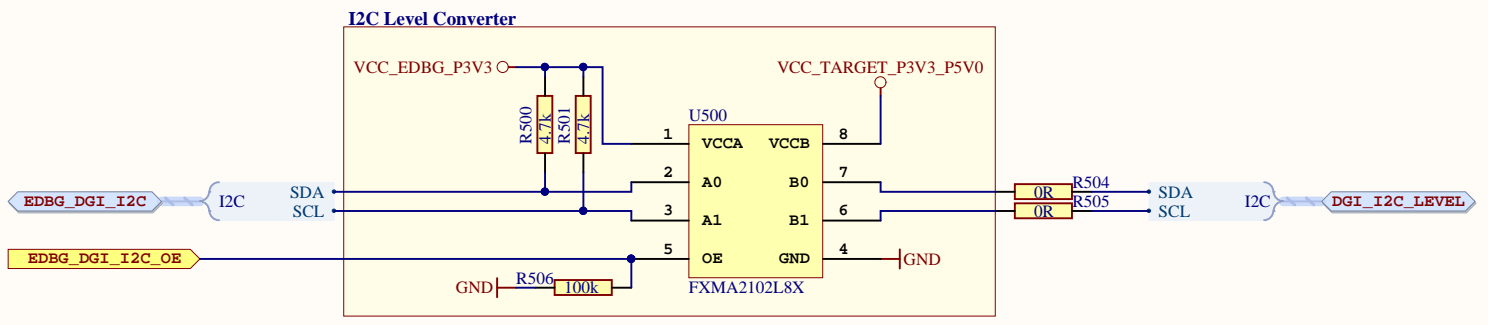 I2C Level Converter
VCC_EDBG_P3V3
VCC_TARGET_P3V3_P5V0
R500
4.7k
R501
4.7k
U500
1 VCCA VCCB 8
2 A0 B0 7
3 A1 B1 6
5 OE GND 4
FXMA2102L8X
EDBG_DGI_I2C
I2C
SDA
SCL
EDBG_DGI_I2C_OE
GND
R506
100k
GND
0R
R504
0R
R505
SDA
SCL
I2C
DGI_I2C_LEVEL